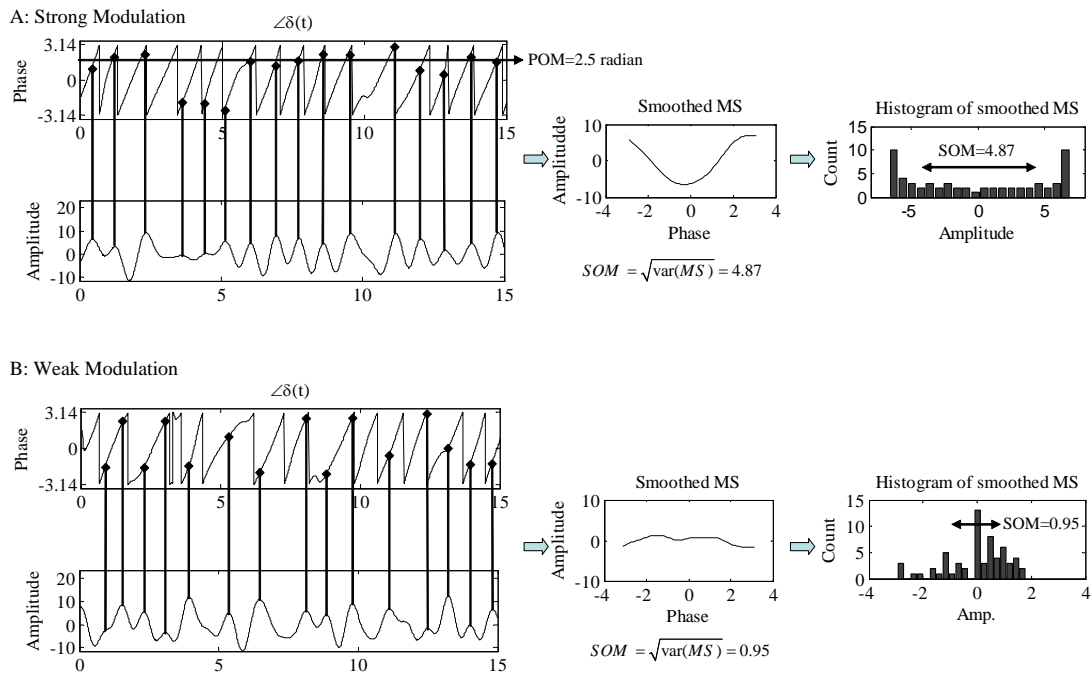 A: Strong Modulation
∠δ(t)
3.14
0
-3.14
Phase
0 5 10 15
POM=2.5 radian
20
10
0
-10
Amplitude
0 5 10 15
Smoothed MS
10
0
-10
Amplitudde
-4 -2 0 2 4
Phase
SOM = √var(MS) = 4.87
Histogram of smoothed MS
15
10
5
0
Count
SOM=4.87
-5 0 5
Amplitude
B: Weak Modulation
∠δ(t)
3.14
0
-3.14
Phase
0 5 10 15
20
10
0
-10
Amplitude
0 5 10 15
Smoothed MS
10
0
-10
Amplitude
-4 -2 0 2 4
Phase
SOM = √var(MS) = 0.95
Histogram of smoothed MS
15
10
5
0
Count
SOM=0.95
-4 -2 0 2 4
Amp.